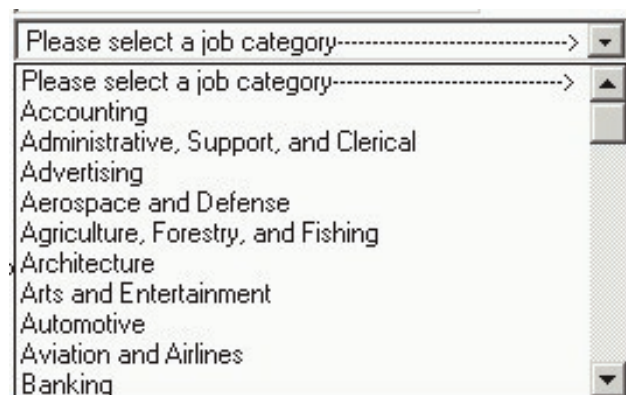 Please select a job category------------------------------->
Please select a job category------------------------------->
Accounting
Administrative, Support, and Clerical
Advertising
Aerospace and Defense
Agriculture, Forestry, and Fishing
Architecture
Arts and Entertainment
Automotive
Aviation and Airlines
Banking